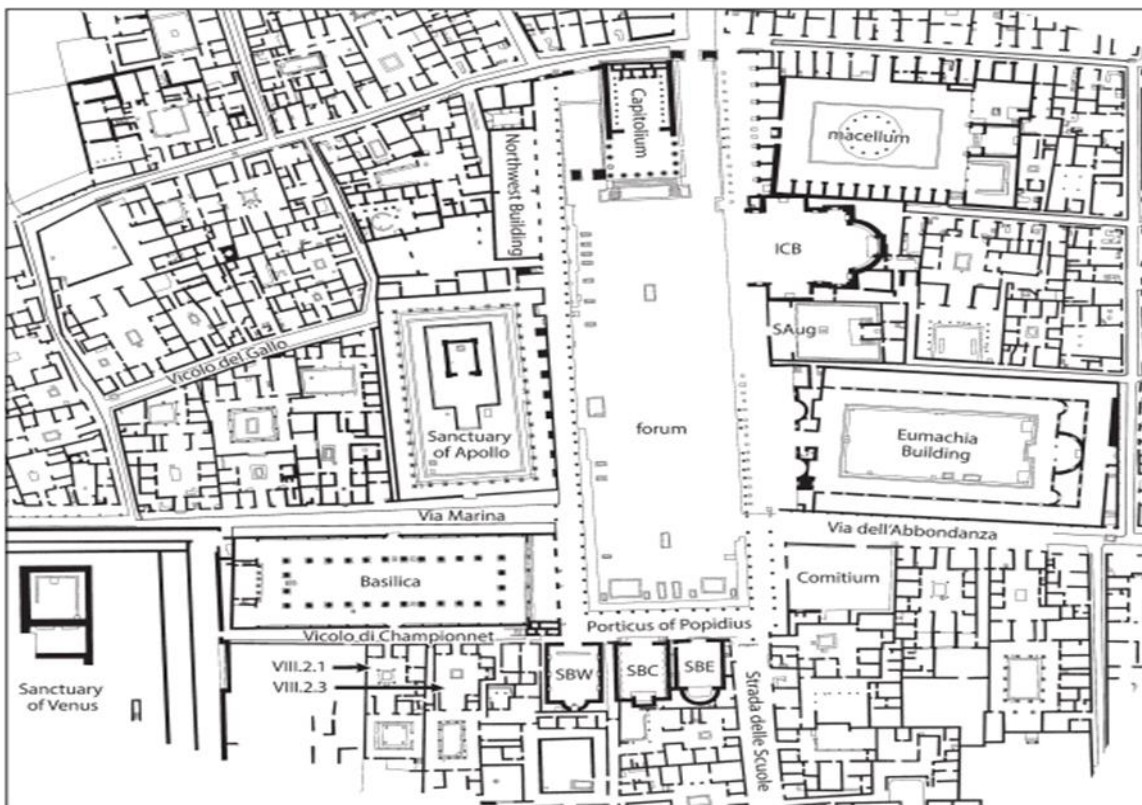 Capitolium
macellum
Northwest Building
ICB
SAug
Vicolo del Gallo
Sanctuary
of Apollo
forum
Eumachia
Building
Via Marina
Via dell'Abbondanza
Basilica
Comitium
Porticus of Popidius
Vicolo di Championnet
VIII.2.1
VIII.2.3
SBW
SBC
SBE
Sanctuary
of Venus
Strada delle Scuole